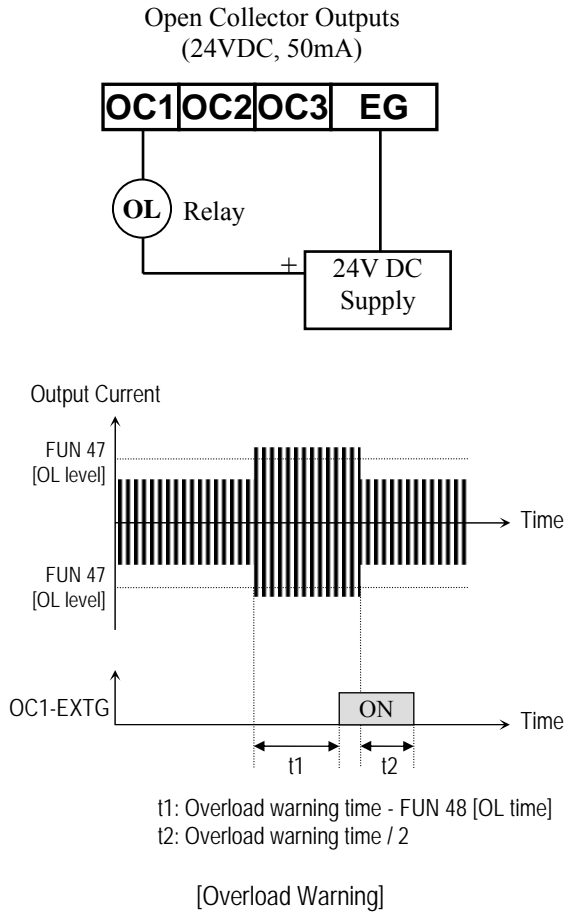 Open Collector Outputs
(24VDC, 50mA)
OC1 OC2 OC3 EG
OL Relay
+ 24V DC
Supply
Output Current
FUN 47
[OL level]
Time
FUN 47
[OL level]
OC1-EXTG ON Time
t1 t2
t1: Overload warning time - FUN 48 [OL time]
t2: Overload warning time / 2
[Overload Warning]